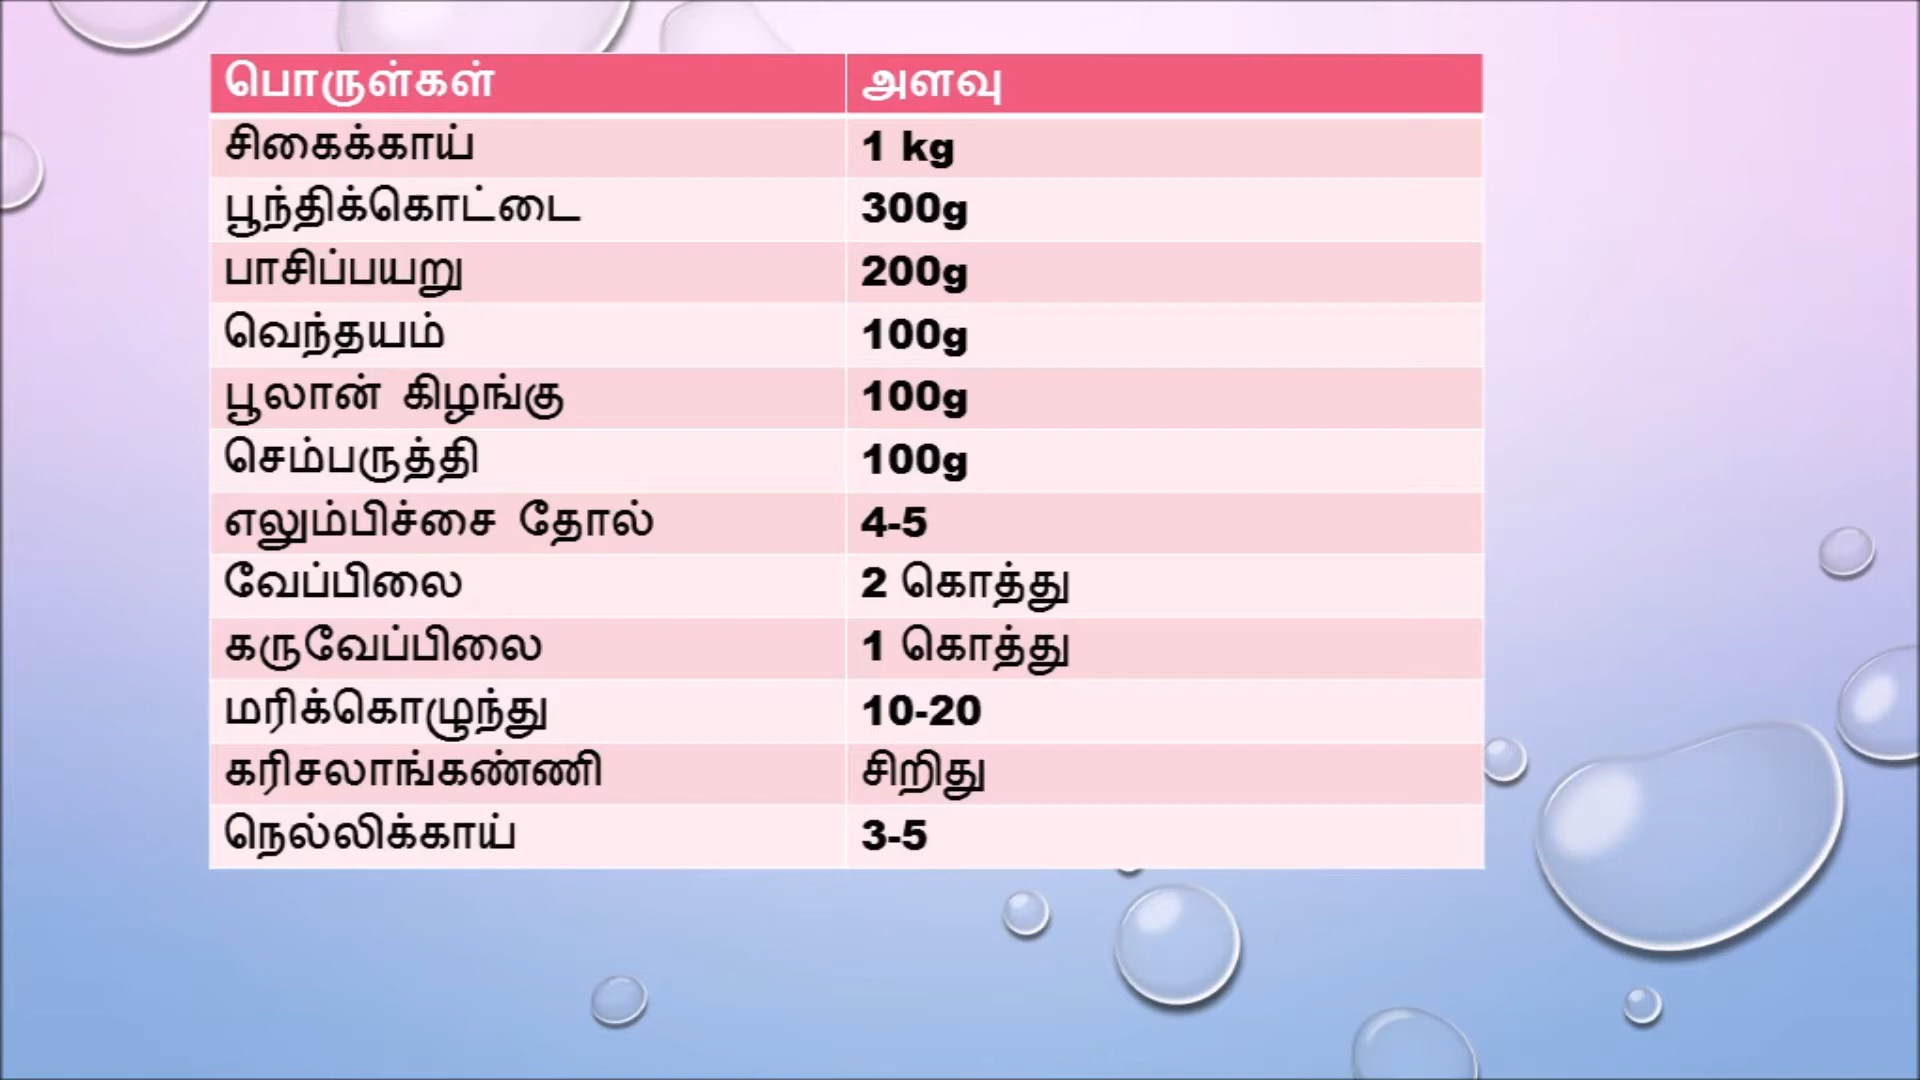 பொருள்கள் அளவு
சிகைக்காய் 1 kg
பூந்திக்கொட்டை 300g
பாசிப்பயறு 200g
வெந்தயம் 100g
பூலான் கிழங்கு 100g
செம்பருத்தி 100g
எலும்பிச்சை தோல் 4-5
வேப்பிலை 2 கொத்து
கருவேப்பிலை 1 கொத்து
மரிக்கொழுந்து 10-20
கரிசலாங்கண்ணி சிறிது
நெல்லிக்காய் 3-5